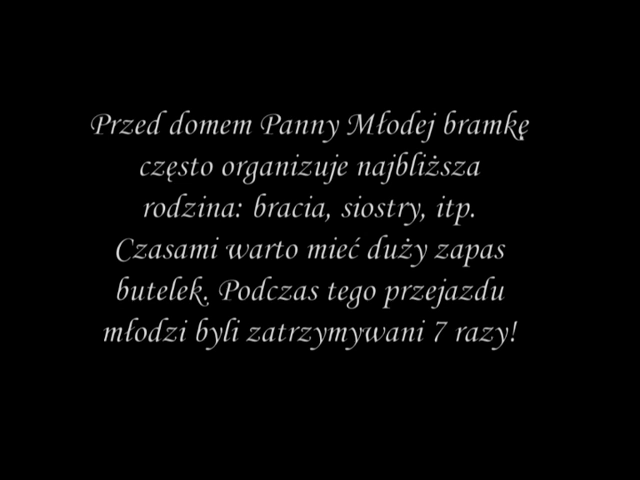 Przed domem Panny Młodej bramkę
często organizuje najbliższa
rodzina: bracia, siostry, itp.
Czasami warto mieć duży zapas
butelek. Podczas tego przejazdu
młodzi byli zatrzymywani 7 razy!